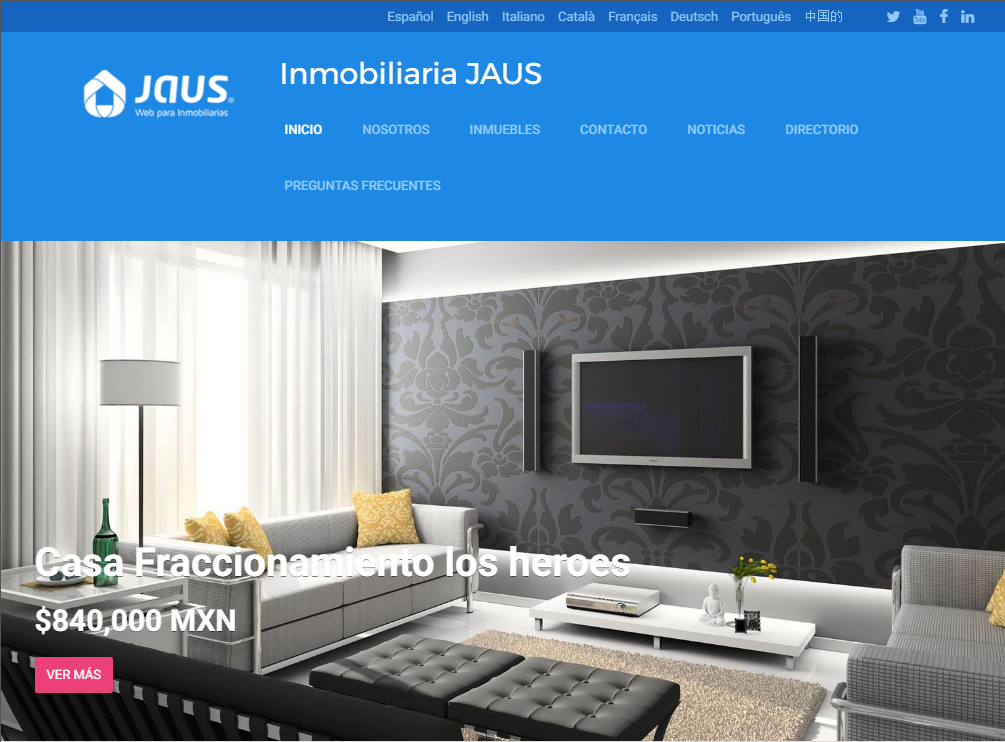 Español English Italiano Català Français Deutsch Português 中国的
Jaus
Web para Inmobiliarias
Inmobiliaria JAUS
INICIO NOSOTROS INMUEBLES CONTACTO NOTICIAS DIRECTORIO
PREGUNTAS FRECUENTES
Casa Fraccionamiento los heroes
$840,000 MXN
VER MÁS